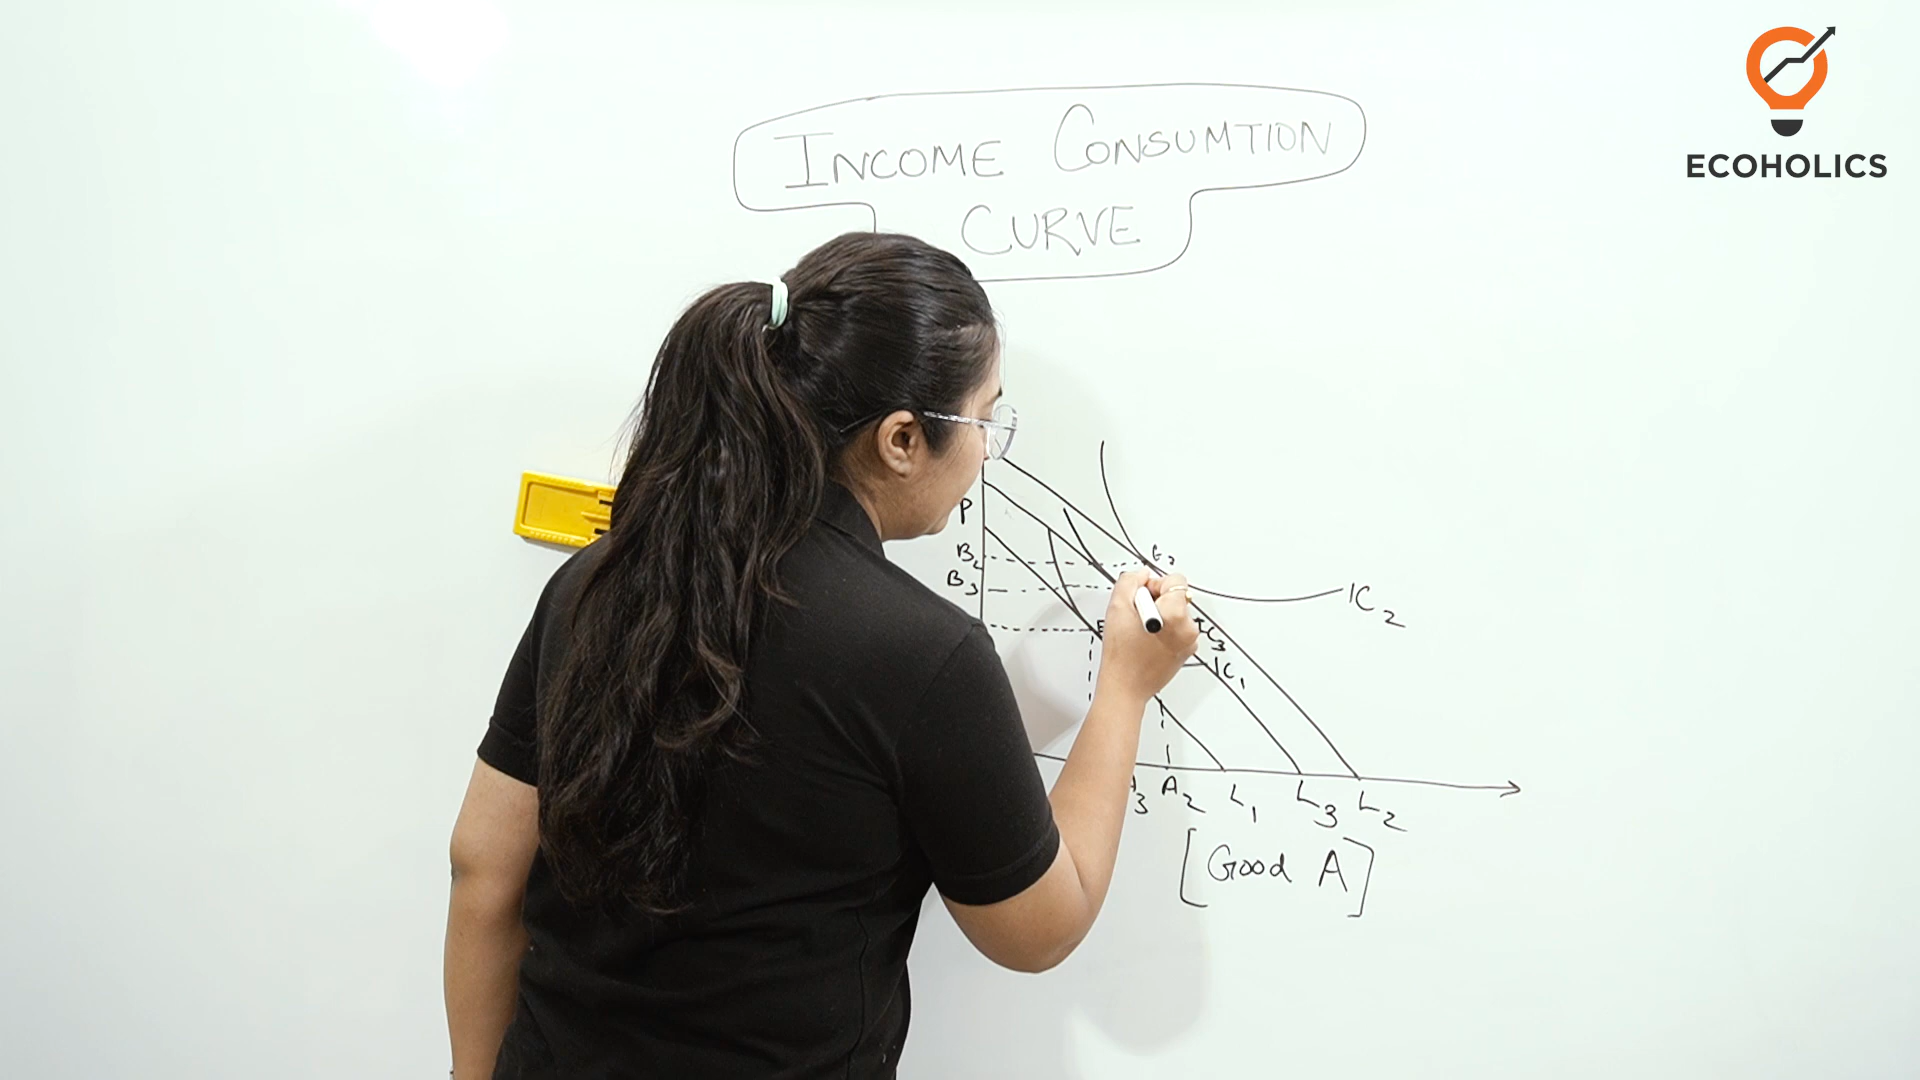 ECOHOLICS
INCOME CONSUMTION
CURVE
P
B2
B3
E
IC2
IC3
IC1
A2
L1
L3
L2
[Good A]